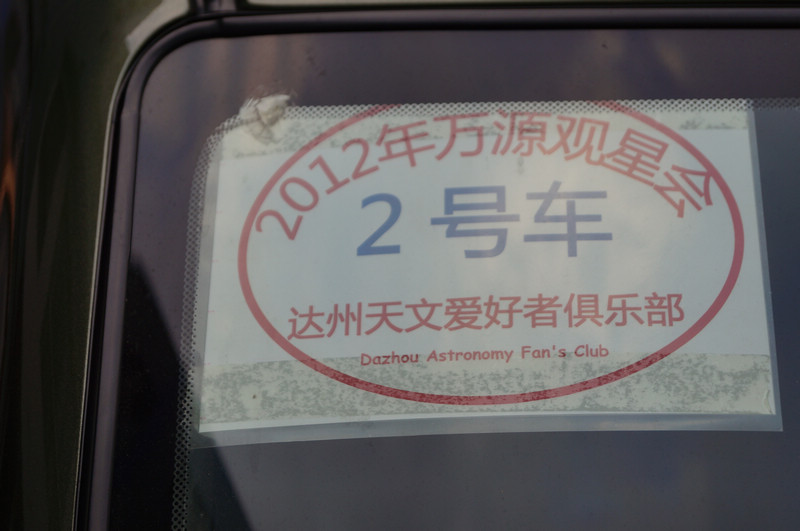 2012年万源观星会
2号车
达州天文爱好者俱乐部
Dazhou Astronomy Fan's Club